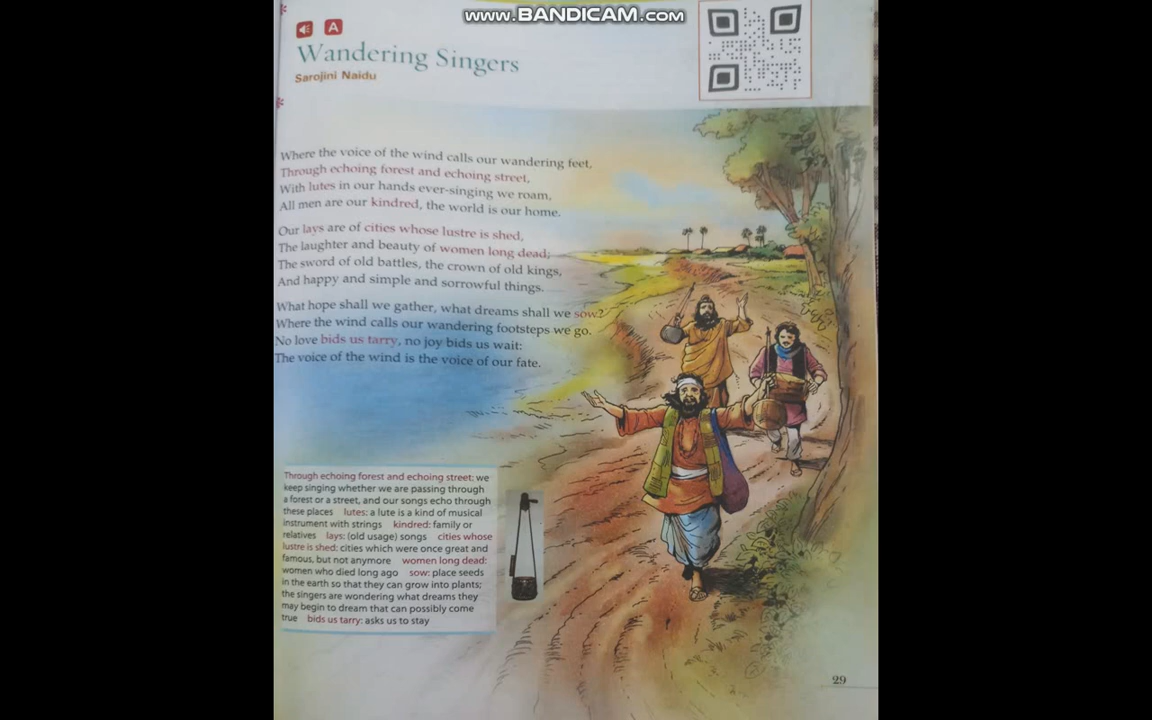 www.BANDICAM.com
A
Wandering Singers
Sarojini Naidu
Where the voice of the wind calls our wandering feet,
Through echoing forest and echoing street,
With lutes in our hands ever-singing we roam,
All men are our kindred, the world is our home.
Our lays are of cities whose lustre is shed,
The laughter and beauty of women long dead;
The sword of old battles, the crown of old kings,
And happy and simple and sorrowful things.
What hope shall we gather, what dreams shall we sow?
Where the wind calls our wandering footsteps we go.
No love bids us tarry, no joy bids us wait:
The voice of the wind is the voice of our fate.
Through echoing forest and echoing street: we
keep singing whether we are passing through
a forest or a street, and our songs echo through
these places lutes: a lute is a kind of musical
instrument with strings kindred: family or
relatives lays: (old usage) songs cities whose
lustre is shed: cities which were once great and
famous, but not anymore women long dead:
women who died long ago sow: place seeds
in the earth so that they can grow into plants;
the singers are wondering what dreams they
may begin to dream that can possibly come
true bids us tarry: asks us to stay
29